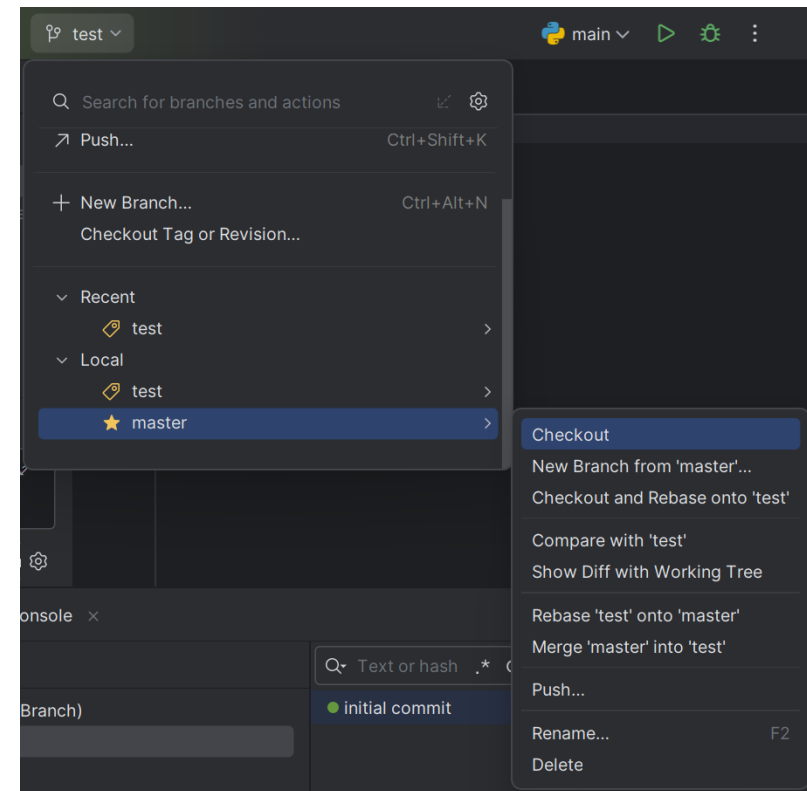 test
main
Search for branches and actions
Push... Ctrl+Shift+K
New Branch... Ctrl+Alt+N
Checkout Tag or Revision...
Recent
test
Local
test
master
Checkout
New Branch from 'master'...
Checkout and Rebase onto 'test'
Compare with 'test'
Show Diff with Working Tree
Rebase 'test' onto 'master'
Merge 'master' into 'test'
Push...
Rename... F2
Delete
onsole
Text or hash .*
Branch)
initial commit